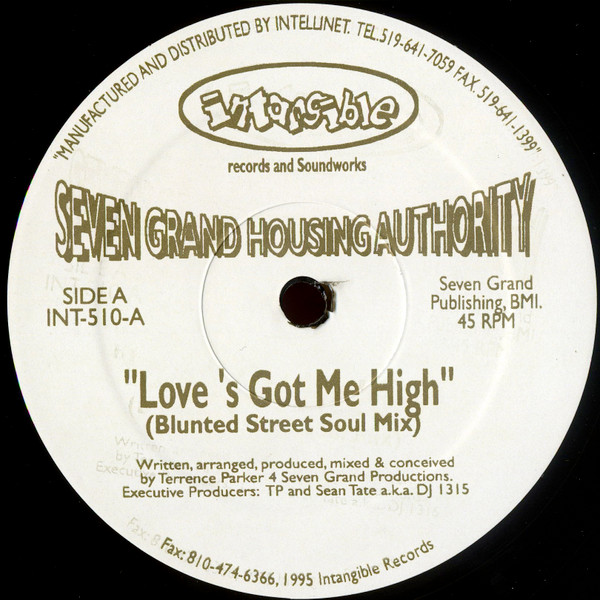 "MANUFACTURED AND DISTRIBUTED BY INTELLINET. TEL.519-641-7059 FAX. 519-641-1399"
intangible
records and Soundworks
SEVEN GRAND HOUSING AUTHORITY
SIDE A
INT-510-A
Seven Grand
Publishing, BMI.
45 RPM
"Love 's Got Me High"
(Blunted Street Soul Mix)
Written, arranged, produced, mixed & conceived
by Terrence Parker 4 Seven Grand Productions.
Executive Producers: TP and Sean Tate a.k.a. DJ 1315
Fax: 810-474-6366, 1995 Intangible Records